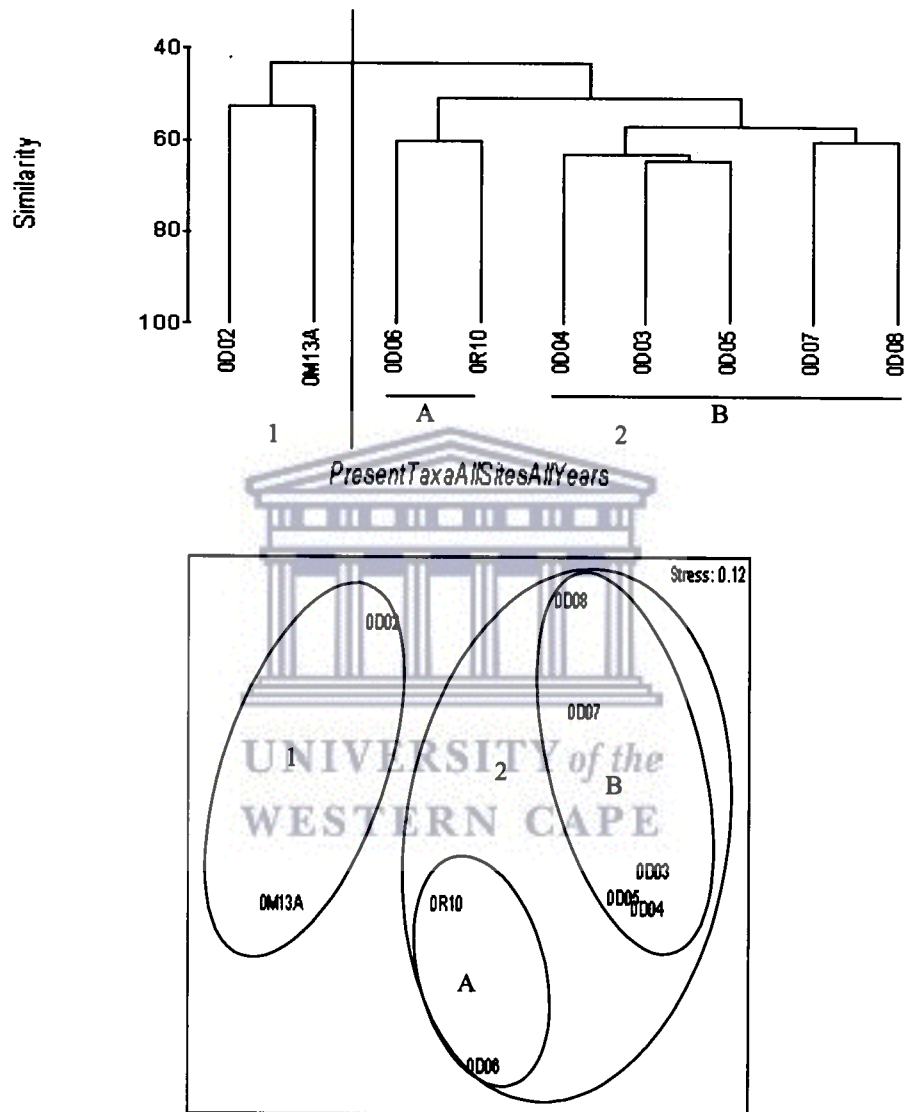 40
60
80
100
Similarity
0D02
0M13A
0D06
0R10
0D04
0D03
0D05
0D07
0D08
A
B
1
2
PresentTaxaAllSitesAllYears
Stress: 0.12
0D08
0D02
0D07
1
2
B
UNIVERSITY of the
WESTERN CAPE
0D03
0D05
0D04
0M13A
0R10
A
0D06